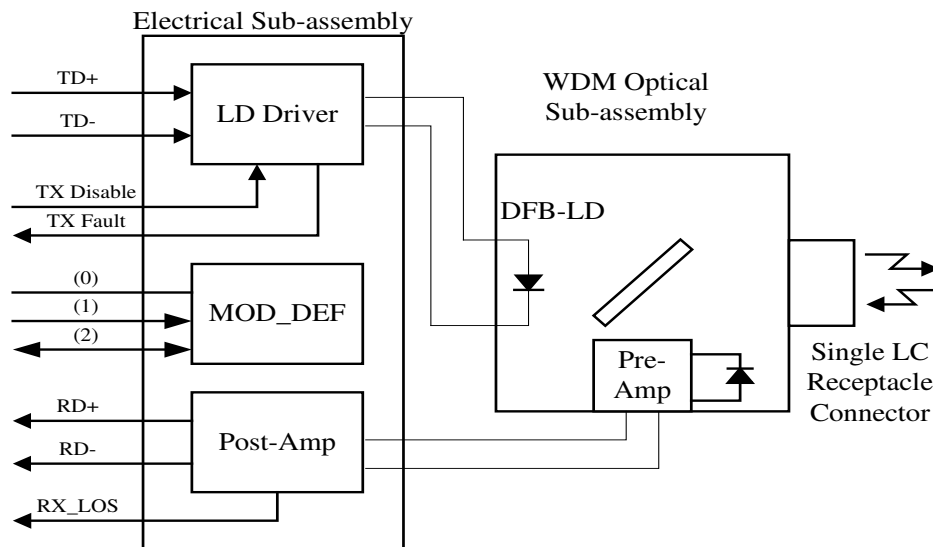 Electrical Sub-assembly
TD+
TD-
LD Driver
TX Disable
TX Fault
(0)
(1)
(2)
MOD_DEF
RD+
RD-
Post-Amp
RX_LOS
WDM Optical
Sub-assembly
DFB-LD
Pre-
Amp
Single LC
Receptacle
Connector